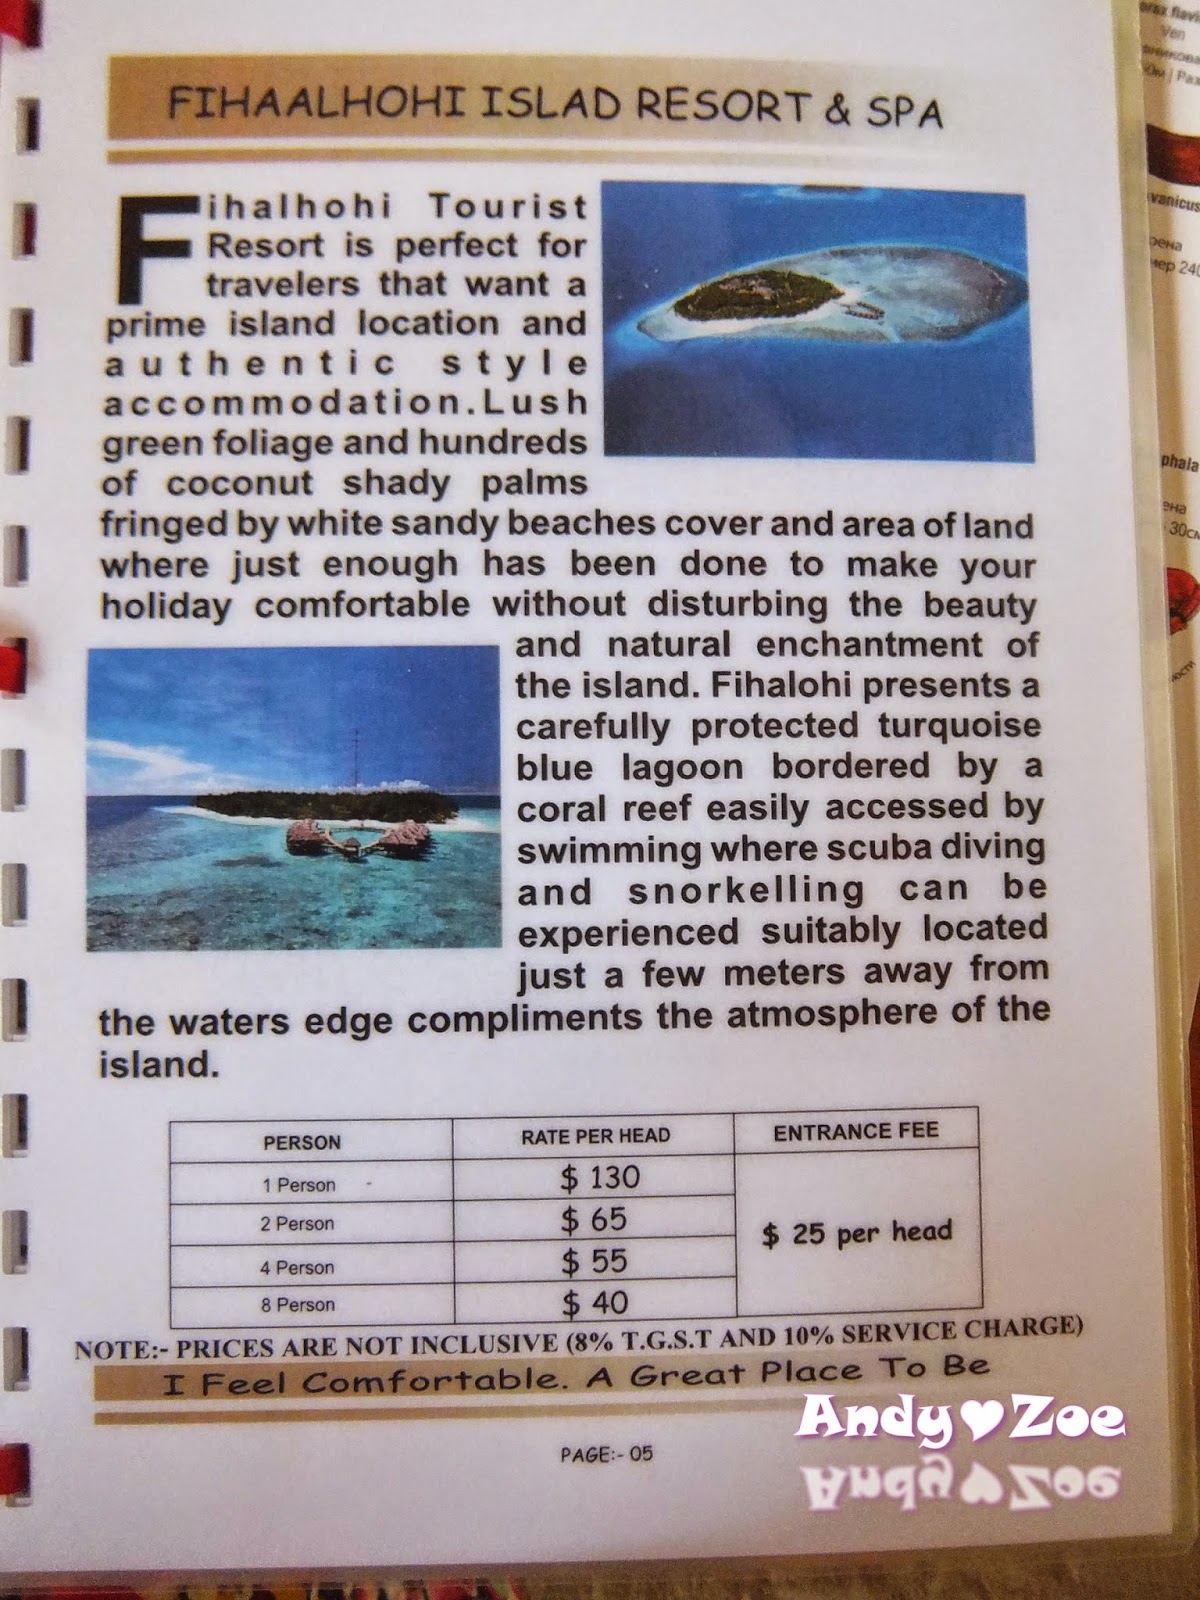 FIHAALHOHI ISLAD RESORT & SPA
Fihalhohi Tourist
Resort is perfect for
travelers that want a
prime island location and
authentic style
accommodation.Lush
green foliage and hundreds
of coconut shady palms
fringed by white sandy beaches cover and area of land
where just enough has been done to make your
holiday comfortable without disturbing the beauty
and natural enchantment of
the island. Fihalohi presents a
carefully protected turquoise
blue lagoon bordered by a
coral reef easily accessed by
swimming where scuba diving
and snorkelling can be
experienced suitably located
just a few meters away from
the waters edge compliments the atmosphere of the
island.
PERSON RATE PER HEAD ENTRANCE FEE
1 Person $ 130
2 Person $ 65
$ 25 per head
4 Person $ 55
8 Person $ 40
NOTE:- PRICES ARE NOT INCLUSIVE (8% T.G.S.T AND 10% SERVICE CHARGE)
I Feel Comfortable. A Great Place To Be
PAGE:- 05
Andy♥Zoe
vanicus